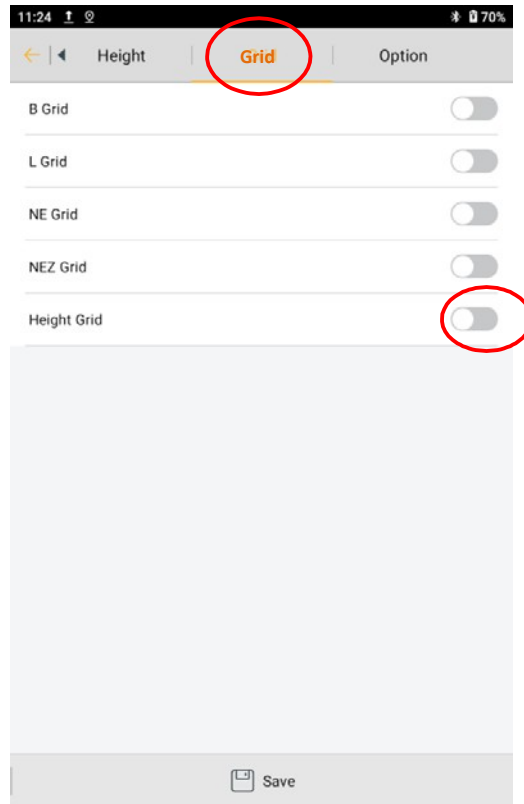 11:24 70%
Height Grid Option
B Grid
L Grid
NE Grid
NEZ Grid
Height Grid
Save